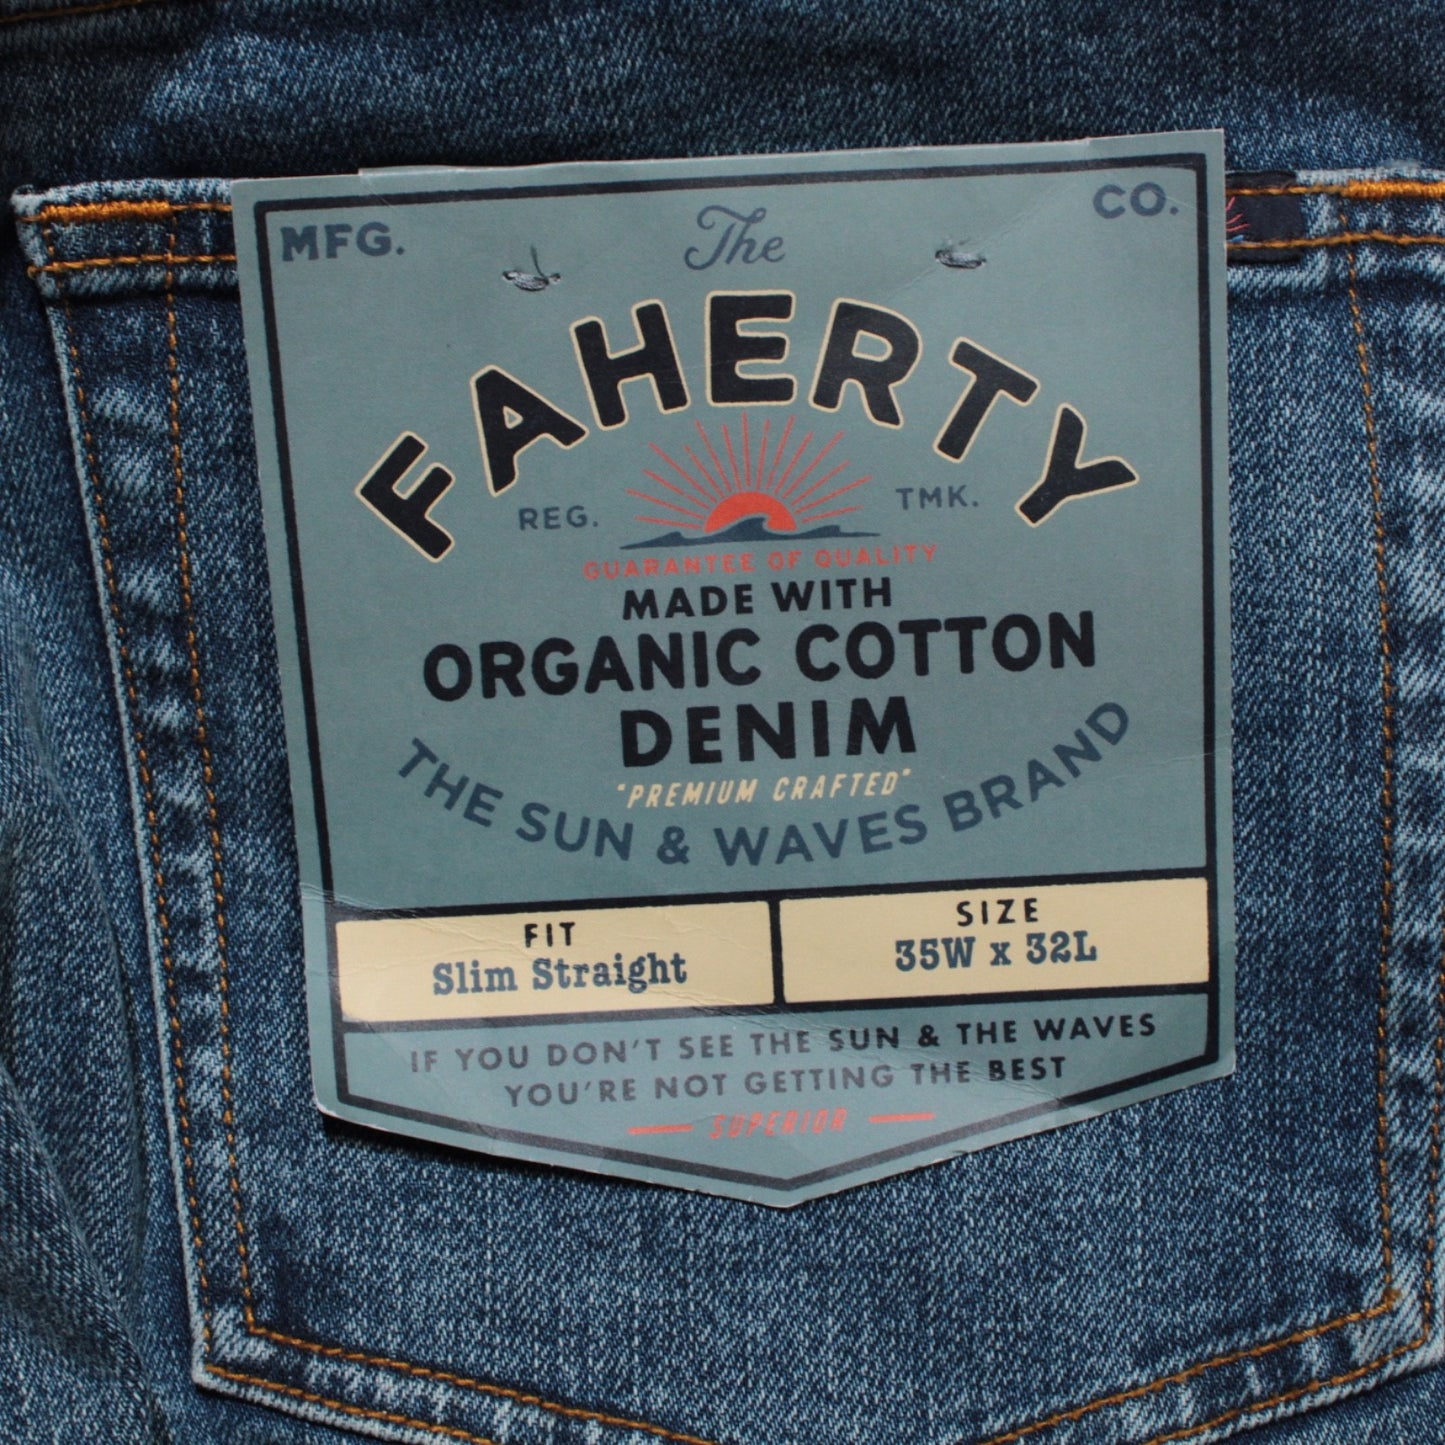 MFG. The CO.
FAHERTY
REG. TMK.
GUARANTEE OF QUALITY
MADE WITH
ORGANIC COTTON
DENIM
"PREMIUM CRAFTED"
THE SUN & WAVES BRAND
FIT
Slim Straight
SIZE
35W x 32L
IF YOU DON'T SEE THE SUN & THE WAVES
YOU'RE NOT GETTING THE BEST
SUPERIOR